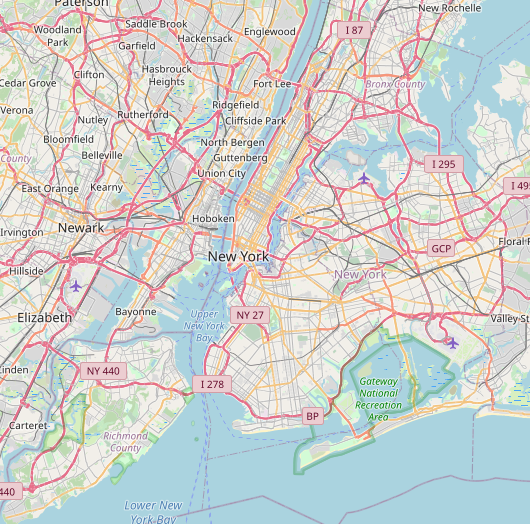 Paterson
New Rochelle
Saddle Brook
Woodland
Park
Englewood
I 87
Hackensack
Garfield
Hasbrouck
Heights
Clifton
Cedar Grove
Fort Lee
Bronx County
Verona
Nutley
Rutherford
Ridgefield
Cliffside Park
Bloomfield
North Bergen
Belleville
Guttenberg
County
I 295
Union City
East Orange
Kearny
I 49
Hoboken
Newark
Irvington
Floral P
GCP
New York
Hillside
New York
Bayonne
Upper
New York
Bay
NY 27
Elizabeth
Valley St
NY 440
Linden
I 278
Gateway
National
Recreation
Area
BP
Carteret
Richmond
County
440
Lower New
York Bay